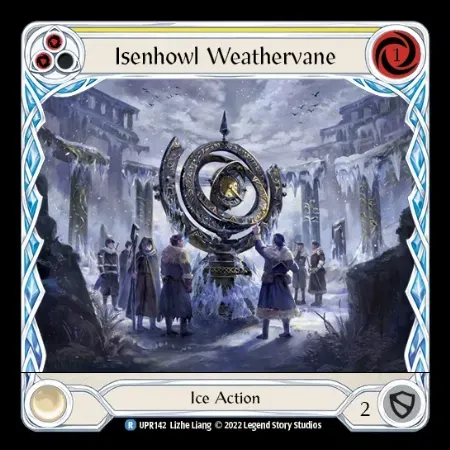 Isenhowl Weathervane
1
Ice Action
2
R UPR142 Lizhe Liang © 2022 Legend Story Studios